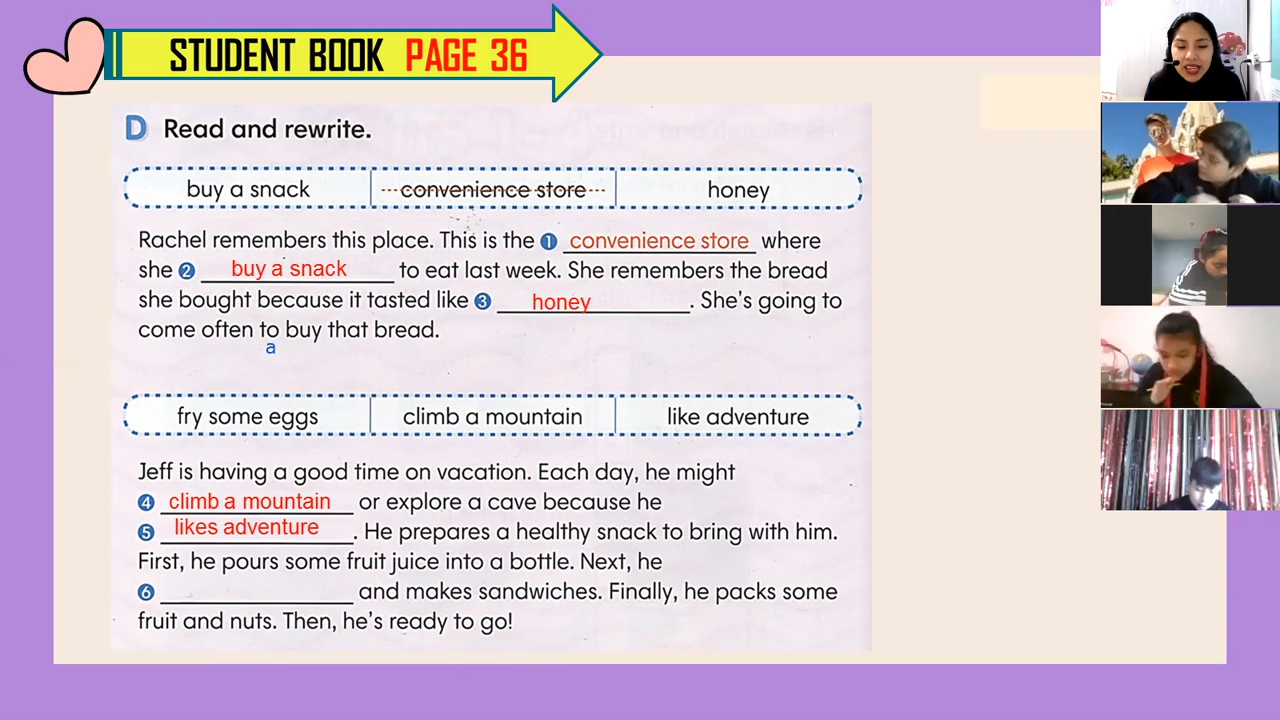 STUDENT BOOK PAGE 36
D Read and rewrite.
buy a snack convenience store honey
Rachel remembers this place. This is the 1 convenience store where
she 2 buy a snack to eat last week. She remembers the bread
she bought because it tasted like 3 honey. She's going to
come often to buy that bread.
a
fry some eggs climb a mountain like adventure
Jeff is having a good time on vacation. Each day, he might
4 climb a mountain or explore a cave because he
5 likes adventure. He prepares a healthy snack to bring with him.
First, he pours some fruit juice into a bottle. Next, he
6 and makes sandwiches. Finally, he packs some
fruit and nuts. Then, he's ready to go!